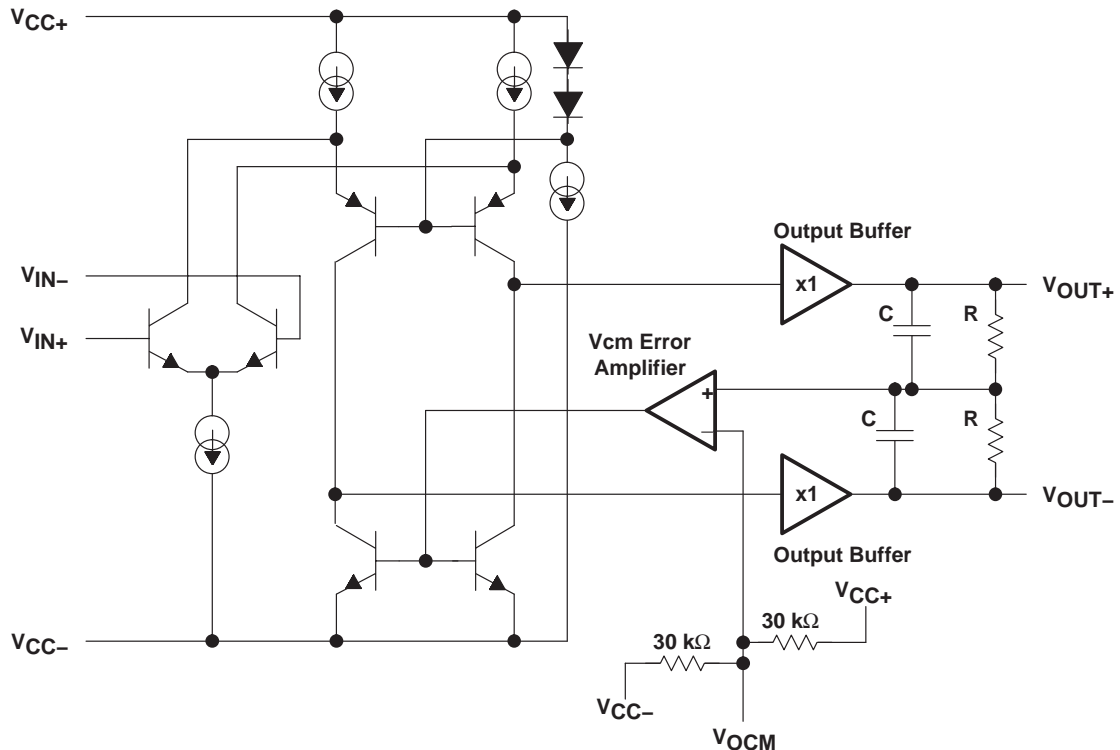 VCC+
Output Buffer
x1
VOUT+
VIN−
VIN+
C
R
Vcm Error
Amplifier
+
−
C
R
x1
VOUT−
Output Buffer
VCC+
30 kΩ
VCC−
30 kΩ
VCC−
VOCM